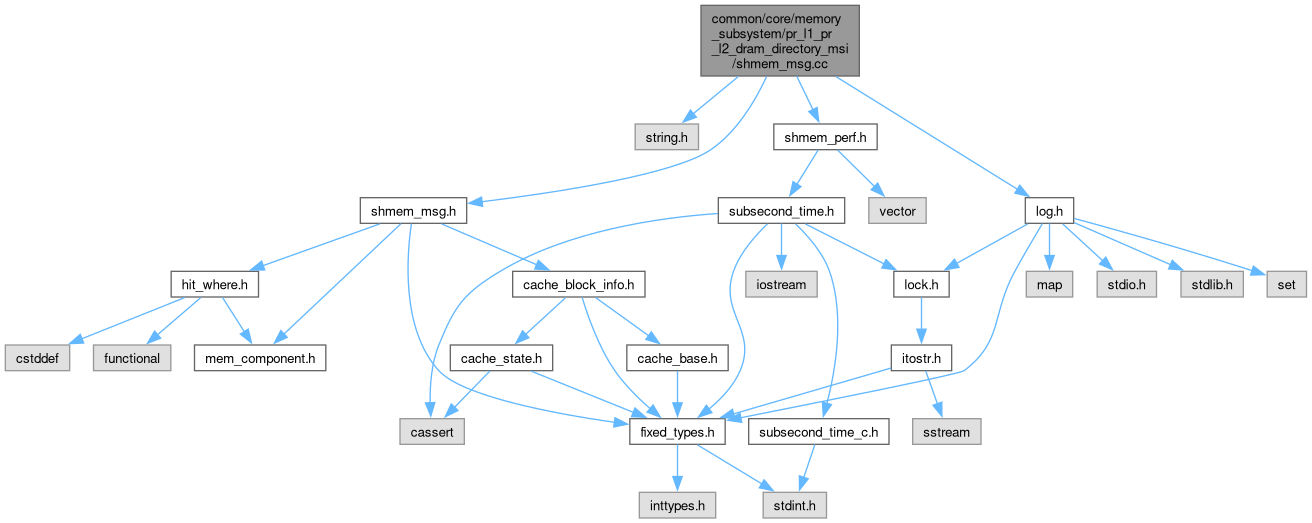 common/core/memory
_subsystem/pr_l1_pr
_l2_dram_directory_msi
/shmem_msg.cc
string.h
shmem_perf.h
shmem_msg.h
subsecond_time.h
vector
log.h
hit_where.h
cache_block_info.h
iostream
lock.h
map
stdio.h
stdlib.h
set
cstddef
functional
mem_component.h
cache_state.h
cache_base.h
itostr.h
cassert
fixed_types.h
subsecond_time_c.h
sstream
inttypes.h
stdint.h